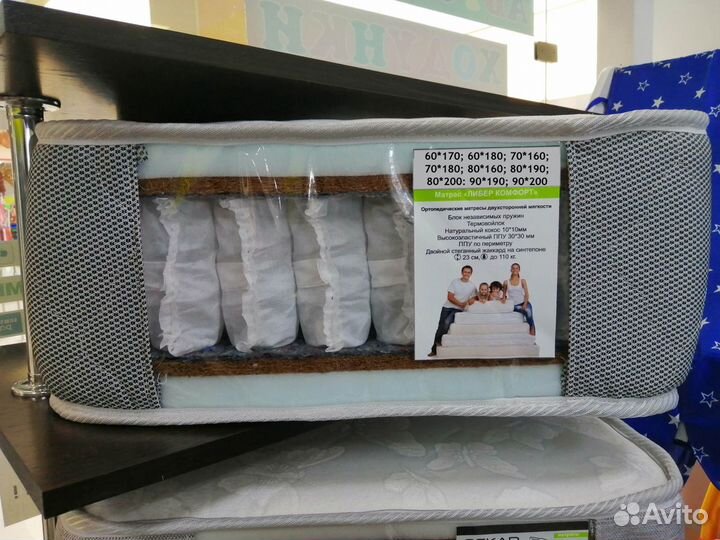 ХОДУНКИ
60*170; 60*180; 70*160;
70*180; 80*160; 80*190;
80*200; 90*190; 90*200
Матрас «ЛИБЕР КОМФОРТ»
Ортопедические матрасы двухсторонней мягкости
Блок независимых пружин
Термовойлок
Натуральный кокос 10*10мм
Высокоэластичный ППУ 30*30 мм
ППУ по периметру
Двойной стеганный жаккард на синтепоне
23 см, до 110 кг.
Avito